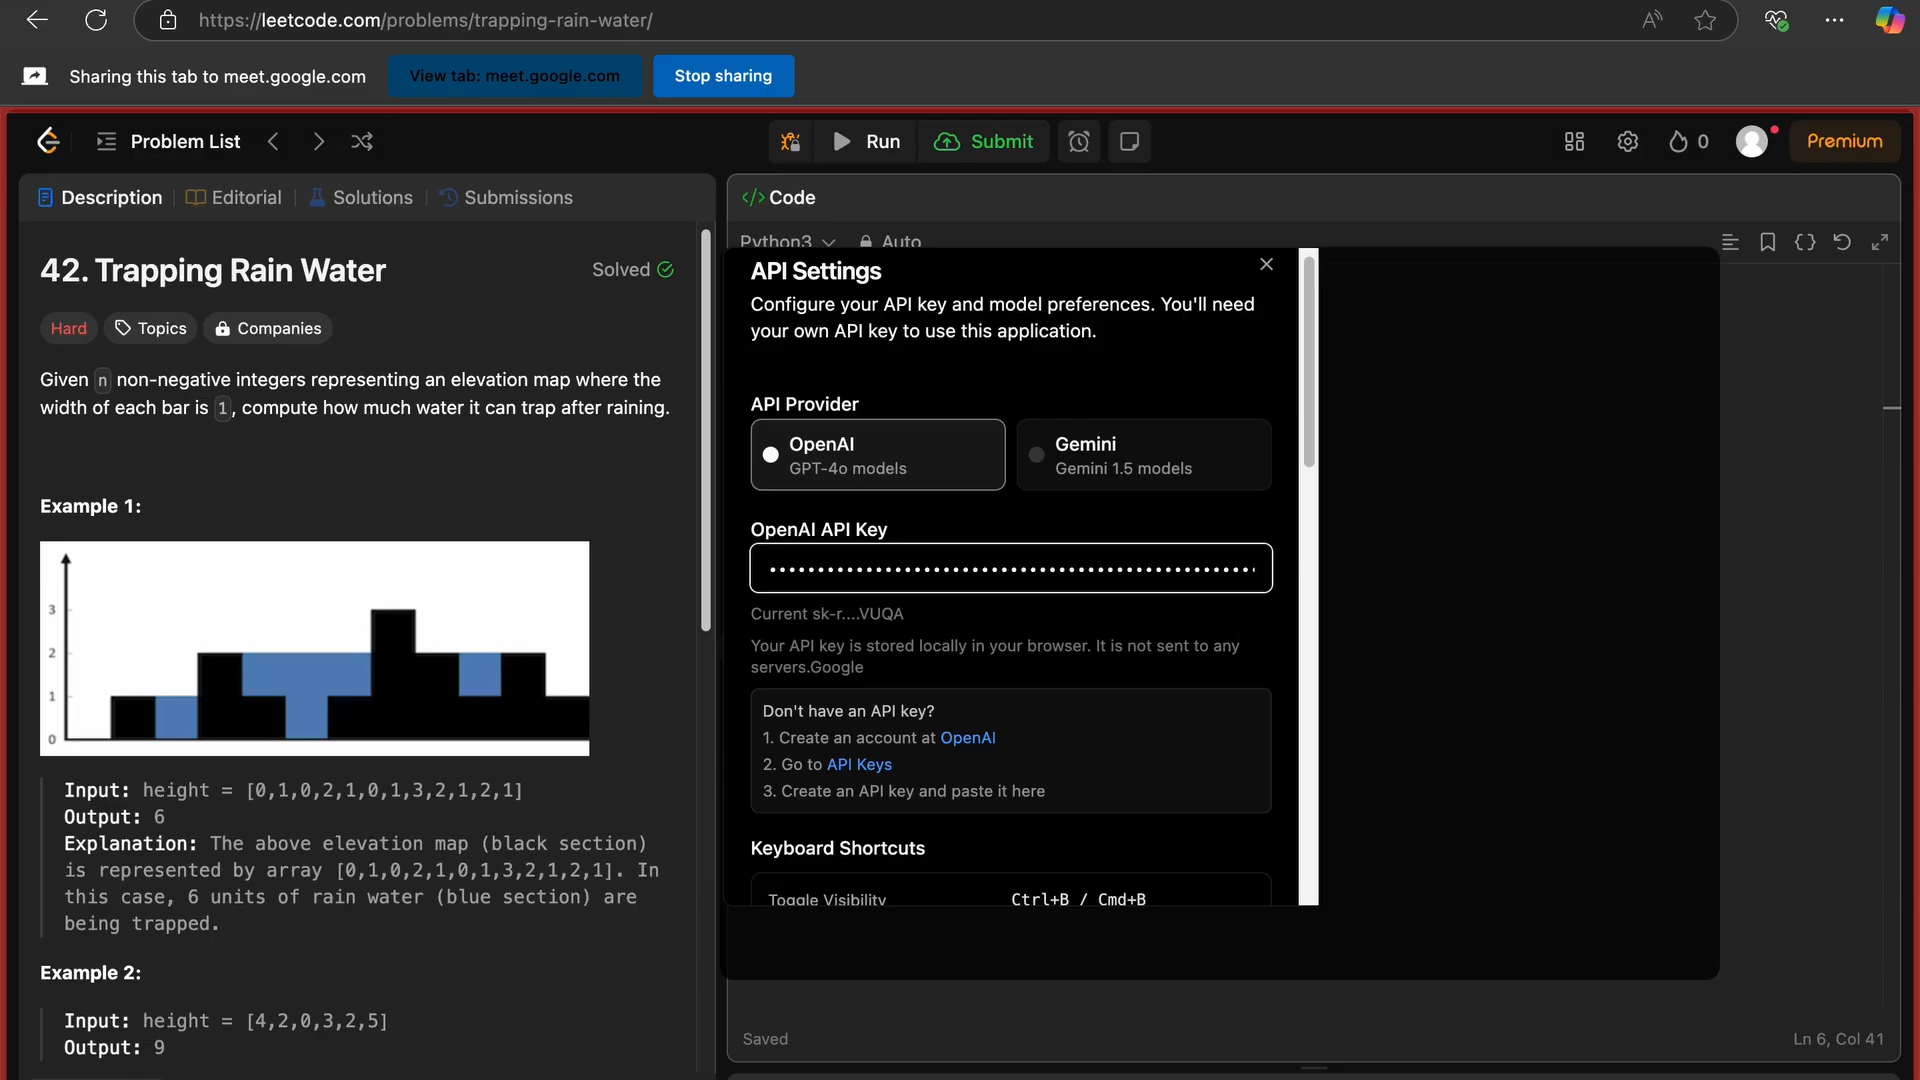 https://leetcode.com/problems/trapping-rain-water/
Sharing this tab to meet.google.com
View tab: meet.google.com
Stop sharing
Problem List
Run
Submit
0
Premium
Description
Editorial
Solutions
Submissions
</> Code
Python3
Auto
42. Trapping Rain Water
Solved
Hard
Topics
Companies
Given n non-negative integers representing an elevation map where the
width of each bar is 1, compute how much water it can trap after raining.
Example 1:
3
2
1
0
Input: height = [0,1,0,2,1,0,1,3,2,1,2,1]
Output: 6
Explanation: The above elevation map (black section)
is represented by array [0,1,0,2,1,0,1,3,2,1,2,1]. In
this case, 6 units of rain water (blue section) are
being trapped.
Example 2:
Input: height = [4,2,0,3,2,5]
Output: 9
API Settings
Configure your API key and model preferences. You'll need
your own API key to use this application.
API Provider
OpenAI
GPT-4o models
Gemini
Gemini 1.5 models
OpenAI API Key
Current sk-r....VUQA
Your API key is stored locally in your browser. It is not sent to any
servers.Google
Don't have an API key?
1. Create an account at OpenAI
2. Go to API Keys
3. Create an API key and paste it here
Keyboard Shortcuts
Toggle Visibility
Ctrl+B / Cmd+B
Saved
Ln 6, Col 41